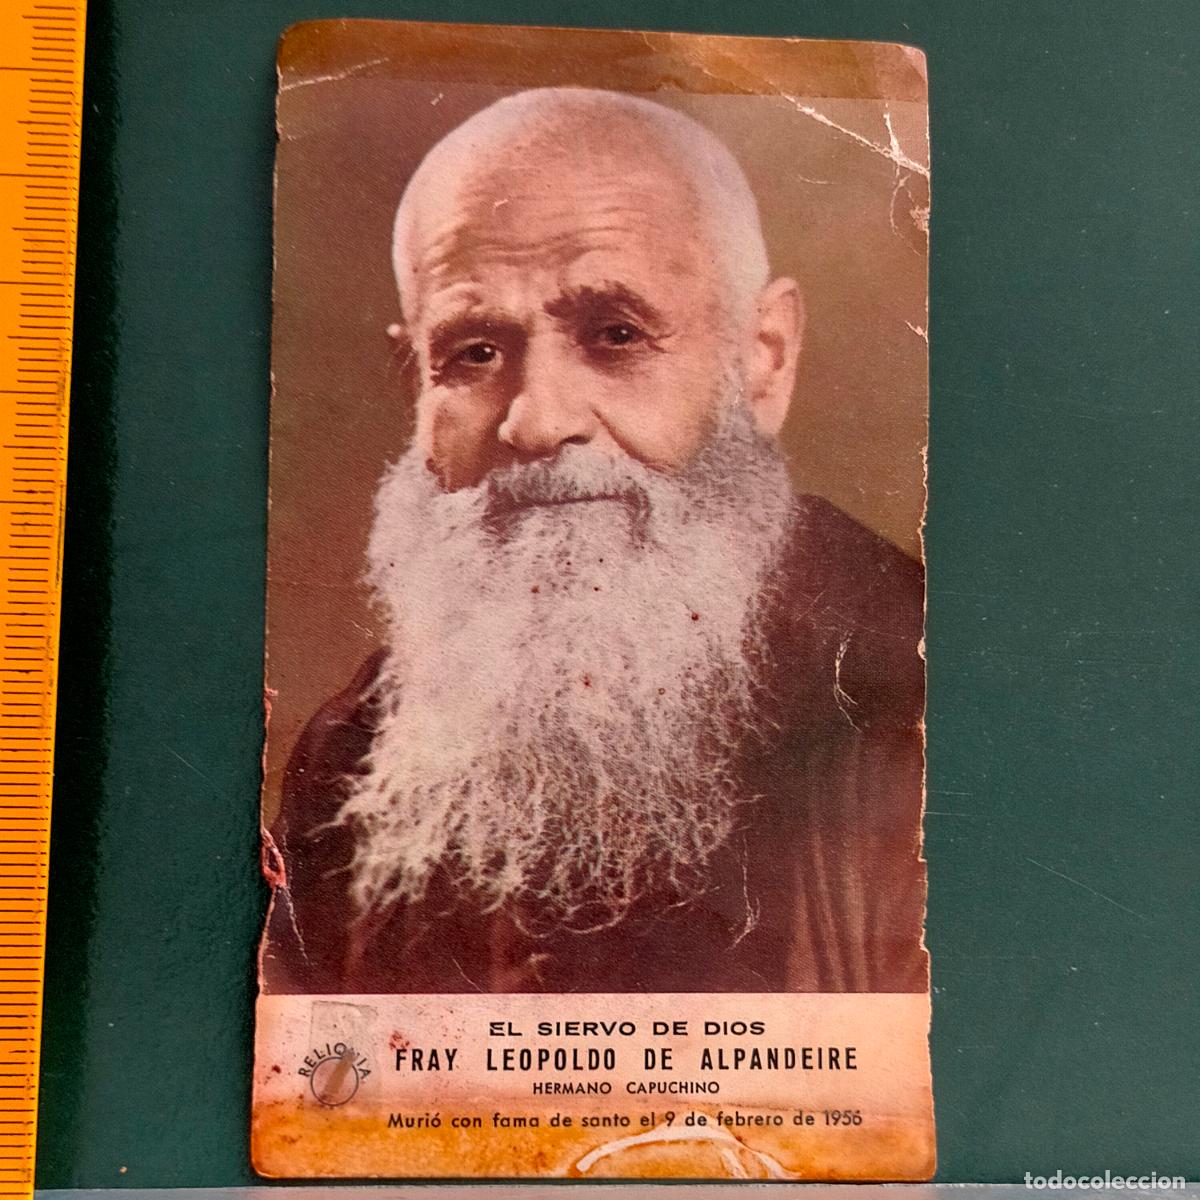 EL SIERVO DE DIOS
FRAY LEOPOLDO DE ALPANDEIRE
HERMANO CAPUCHINO
RELIQUIA
Murió con fama de santo el 9 de febrero de 1956
todocoleccion